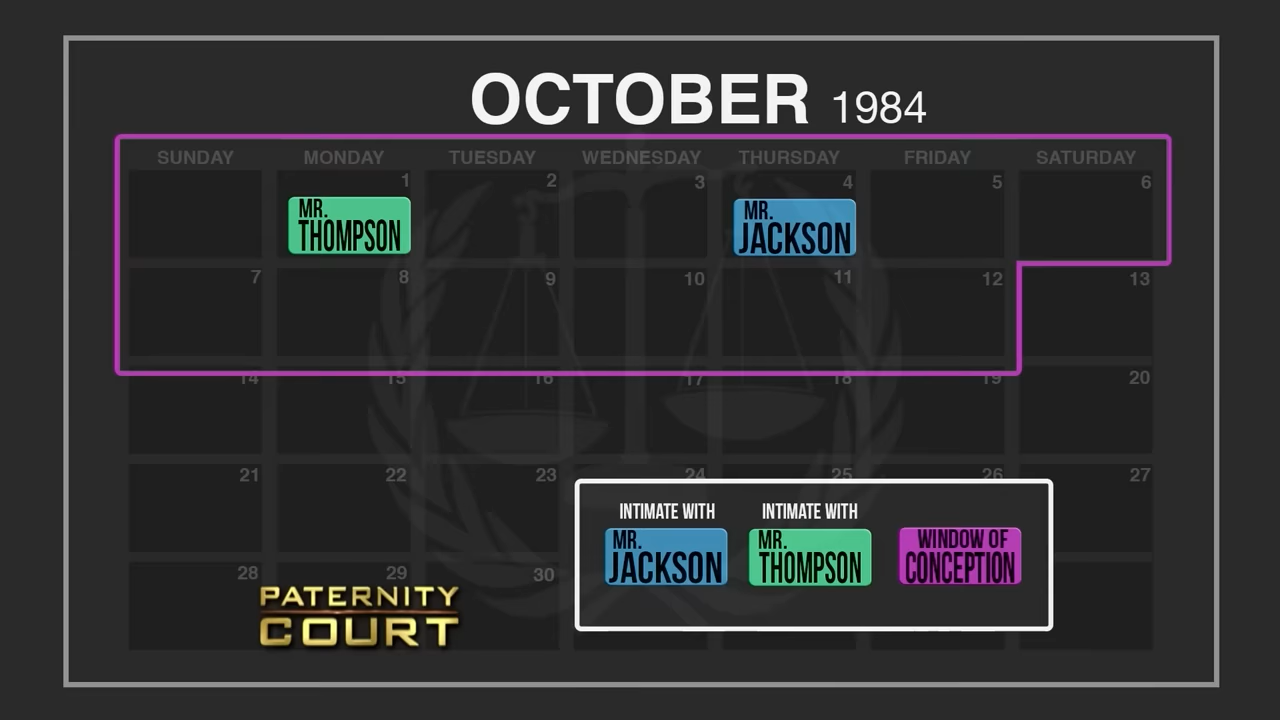 OCTOBER 1984
SUNDAY MONDAY TUESDAY WEDNESDAY THURSDAY FRIDAY SATURDAY
1 2 3 4 5 6
MR. THOMPSON
MR. JACKSON
7 8 9 10 11 12 13
14 15 16 17 18 19 20
21 22 23 24 25 26 27
28 29 30
INTIMATE WITH
MR. JACKSON
INTIMATE WITH
MR. THOMPSON
WINDOW OF
CONCEPTION
PATERNITY
COURT